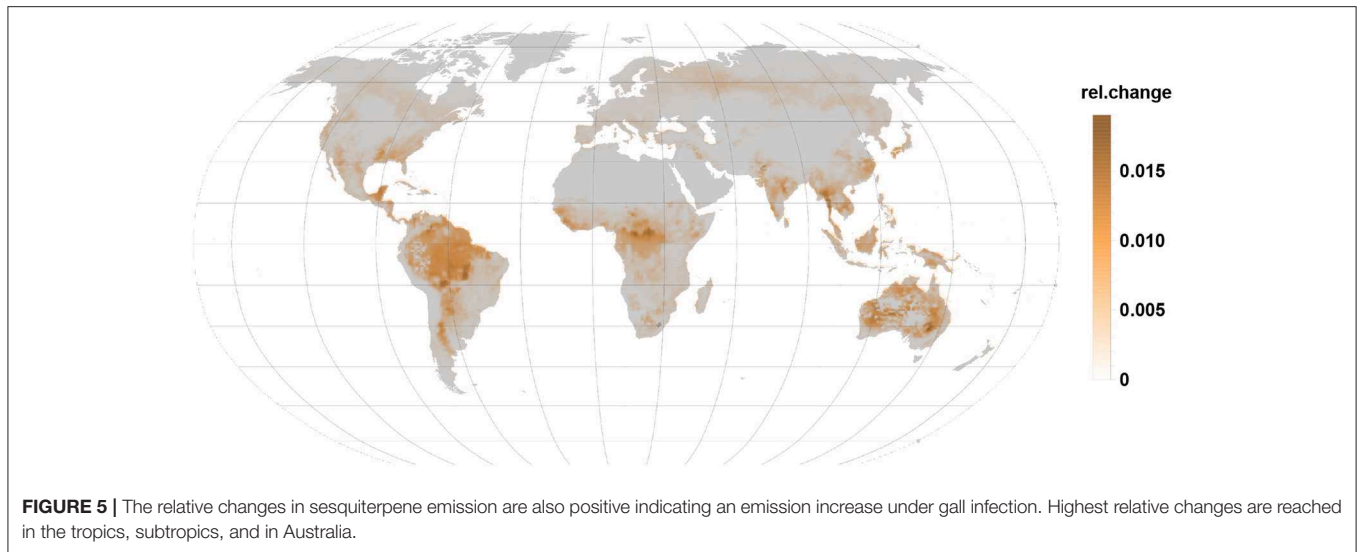 rel.change
0.015
0.010
0.005
0
FIGURE 5 | The relative changes in sesquiterpene emission are also positive indicating an emission increase under gall infection. Highest relative changes are reached
in the tropics, subtropics, and in Australia.